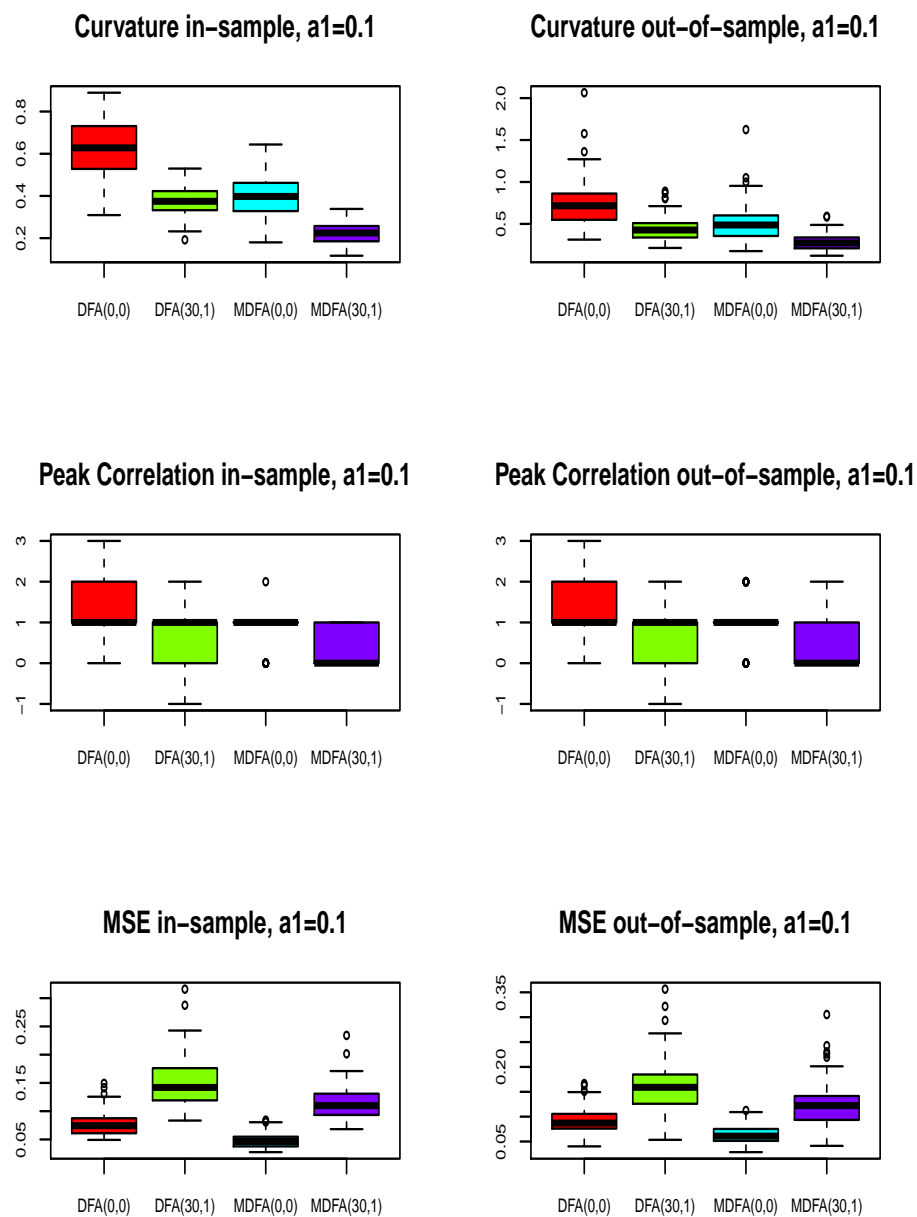 Curvature in−sample, a1=0.1
0.8
0.6
0.4
0.2
DFA(0,0) DFA(30,1) MDFA(0,0) MDFA(30,1)
Curvature out−of−sample, a1=0.1
2.0
1.5
1.0
0.5
DFA(0,0) DFA(30,1) MDFA(0,0) MDFA(30,1)
Peak Correlation in−sample, a1=0.1
3
2
1
0
−1
DFA(0,0) DFA(30,1) MDFA(0,0) MDFA(30,1)
Peak Correlation out−of−sample, a1=0.1
3
2
1
0
−1
DFA(0,0) DFA(30,1) MDFA(0,0) MDFA(30,1)
MSE in−sample, a1=0.1
0.25
0.15
0.05
DFA(0,0) DFA(30,1) MDFA(0,0) MDFA(30,1)
MSE out−of−sample, a1=0.1
0.35
0.20
0.05
DFA(0,0) DFA(30,1) MDFA(0,0) MDFA(30,1)